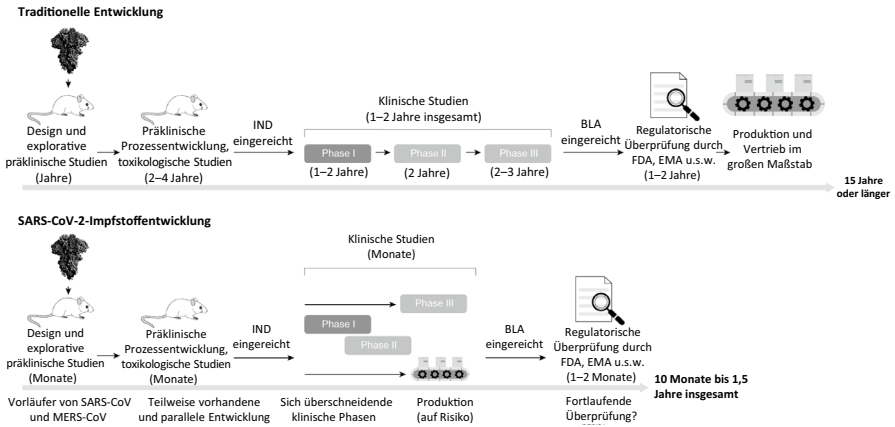 Traditionelle Entwicklung
Design und
explorative
präklinische Studien
(Jahre)
Präklinische
Prozessentwicklung,
toxikologische Studien
(2–4 Jahre)
IND
eingereicht
Klinische Studien
(1–2 Jahre insgesamt)
Phase I
Phase II
Phase III
(1–2 Jahre)
(2 Jahre)
(2–3 Jahre)
BLA
eingereicht
Regulatorische
Überprüfung durch
FDA, EMA u.s.w.
(1–2 Jahre)
Produktion und
Vertrieb im
großen Maßstab
15 Jahre
oder länger
SARS-CoV-2-Impfstoffentwicklung
Design und
explorative
präklinische Studien
(Monate)
Präklinische
Prozessentwicklung,
toxikologische Studien
(Monate)
IND
eingereicht
Klinische Studien
(Monate)
Phase III
Phase I
Phase II
BLA
eingereicht
Regulatorische
Überprüfung durch
FDA, EMA u.s.w.
(1–2 Monate)
10 Monate bis 1,5
Jahre insgesamt
Vorläufer von SARS-CoV
und MERS-CoV
Teilweise vorhandene
und parallele Entwicklung
Sich überschneidende
klinische Phasen
Produktion
(auf Risiko)
Fortlaufende
Überprüfung?